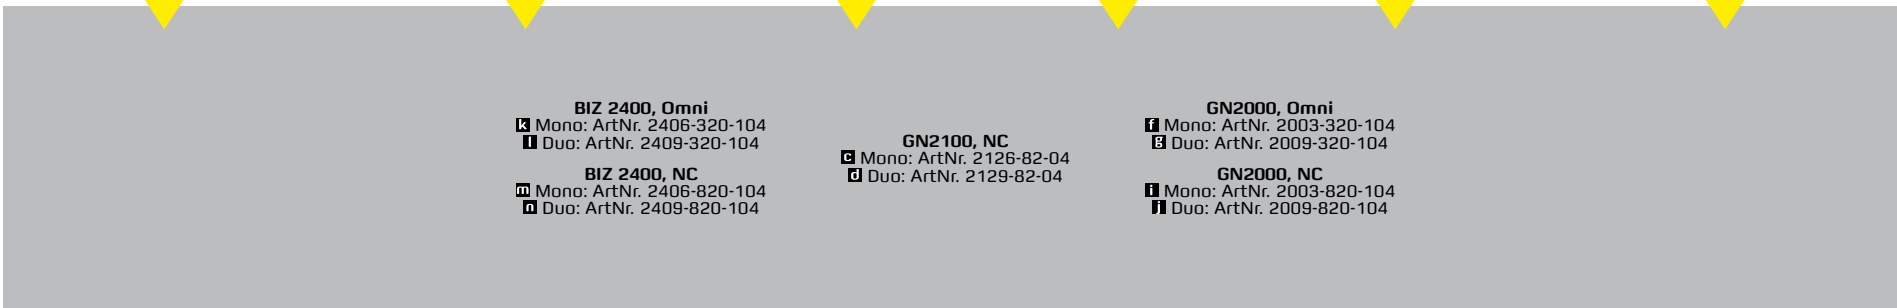 BIZ 2400, Omni
k Mono: ArtNr. 2406-320-104
l Duo: ArtNr. 2409-320-104
BIZ 2400, NC
m Mono: ArtNr. 2406-820-104
n Duo: ArtNr. 2409-820-104
GN2100, NC
c Mono: ArtNr. 2126-82-04
d Duo: ArtNr. 2129-82-04
GN2000, Omni
f Mono: ArtNr. 2003-320-104
g Duo: ArtNr. 2009-320-104
GN2000, NC
i Mono: ArtNr. 2003-820-104
j Duo: ArtNr. 2009-820-104